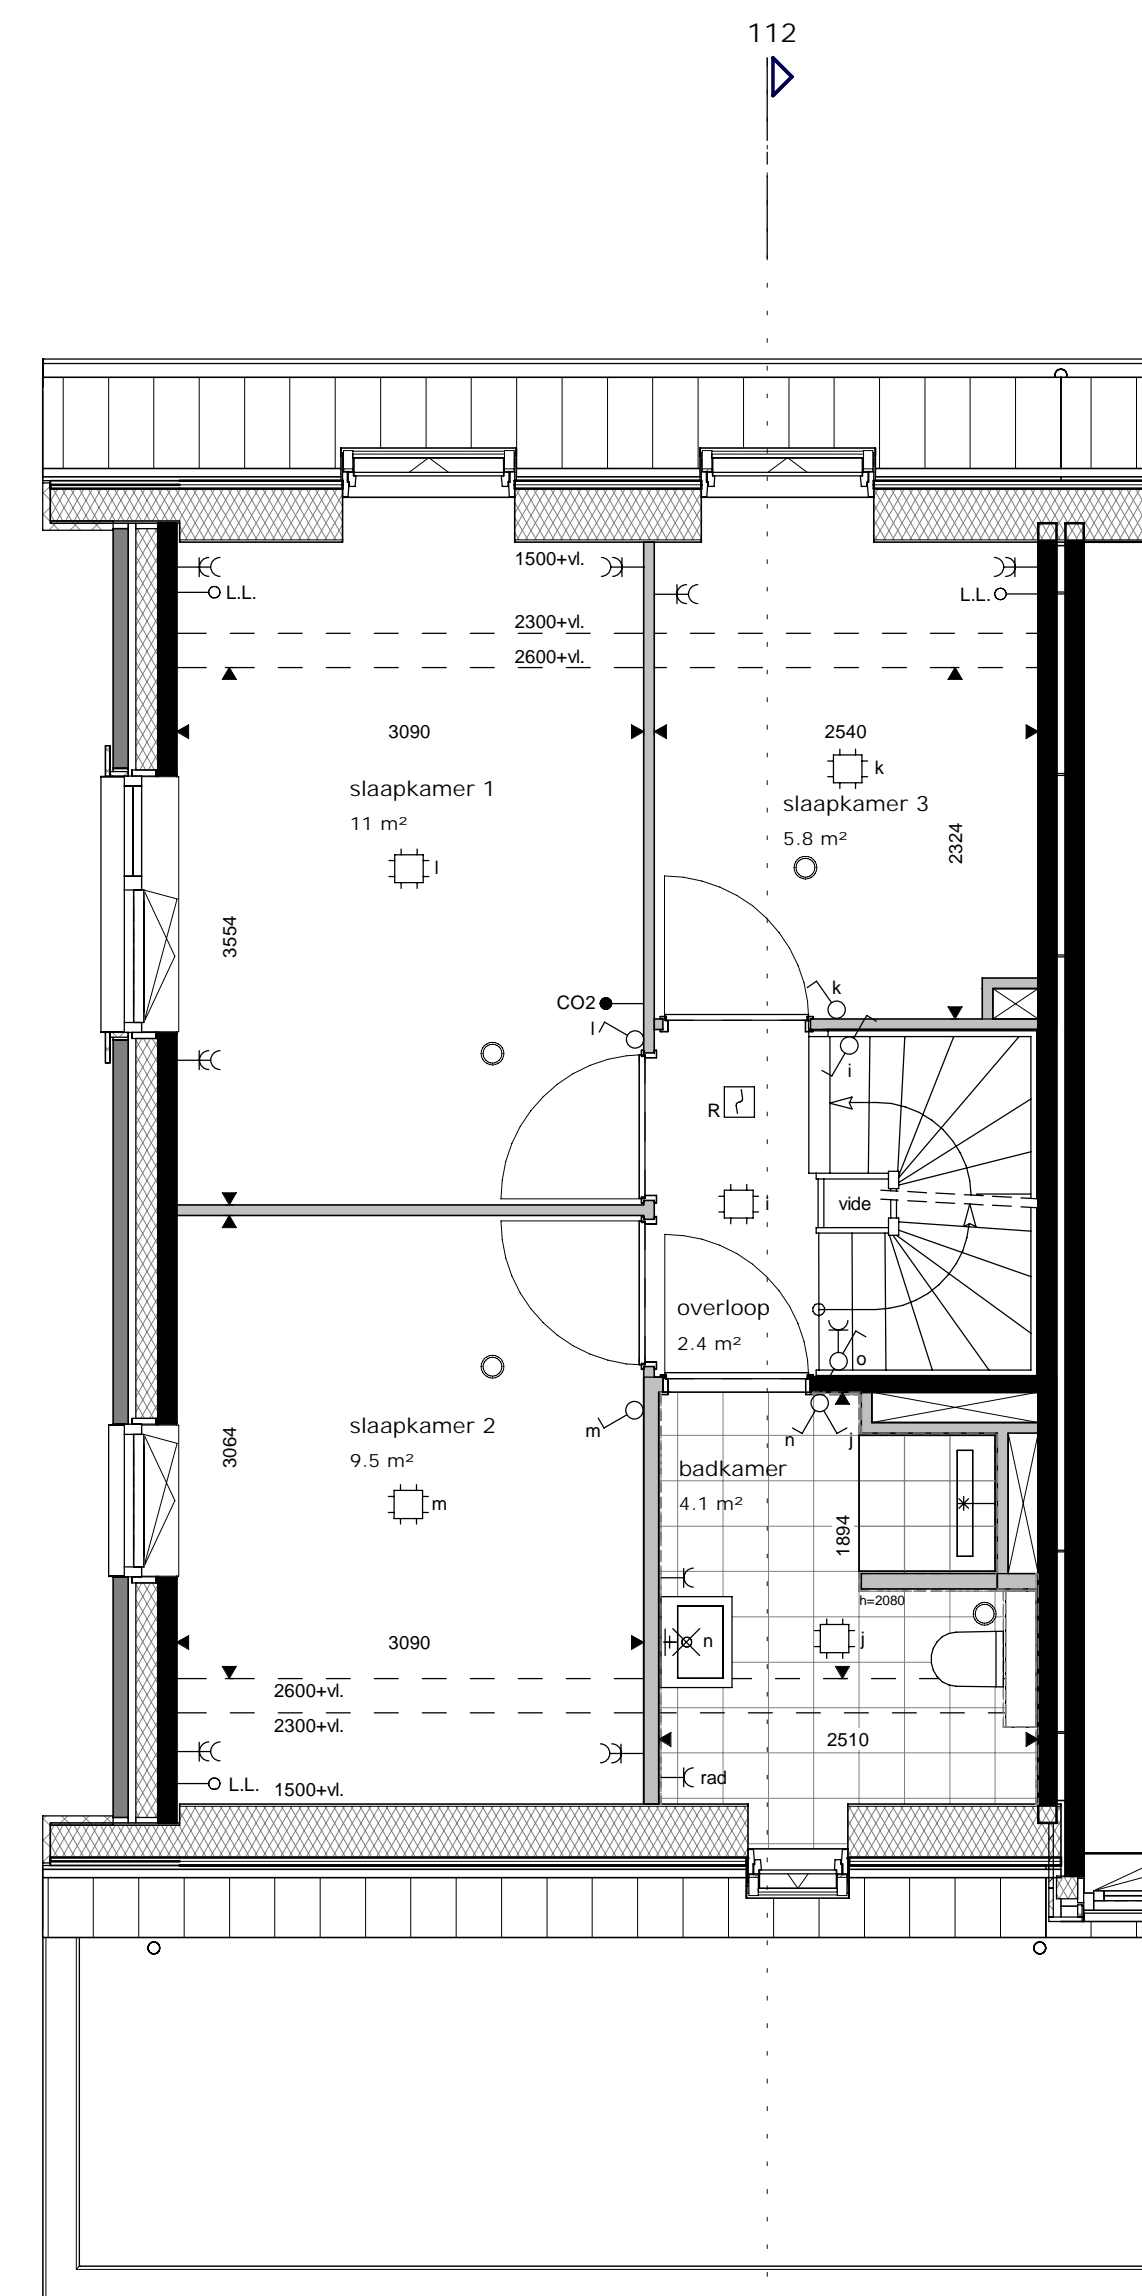 112
1500+vl.
L.L.
L.L.
2300+vl.
2600+vl.
3090
2540
k
slaapkamer 1
11 m²
slaapkamer 3
5.8 m²
2324
l
3554
k
CO2
l
i
R
i
vide
overloop
2.4 m²
o
slaapkamer 2
9.5 m²
m
n
j
3064
badkamer
4.1 m²
m
1894
h=2080
3090
n
j
2600+vl.
2300+vl.
2510
L.L.
1500+vl.
rad